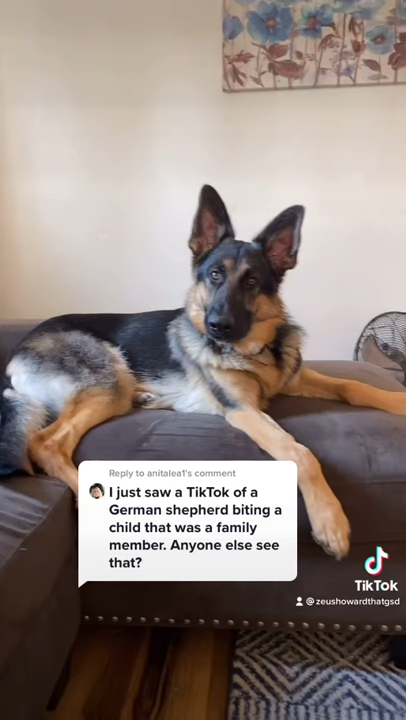 Reply to anitalea1's comment
I just saw a TikTok of a
German shepherd biting a
child that was a family
member. Anyone else see
that?
TikTok
@zeushowardthatgsd